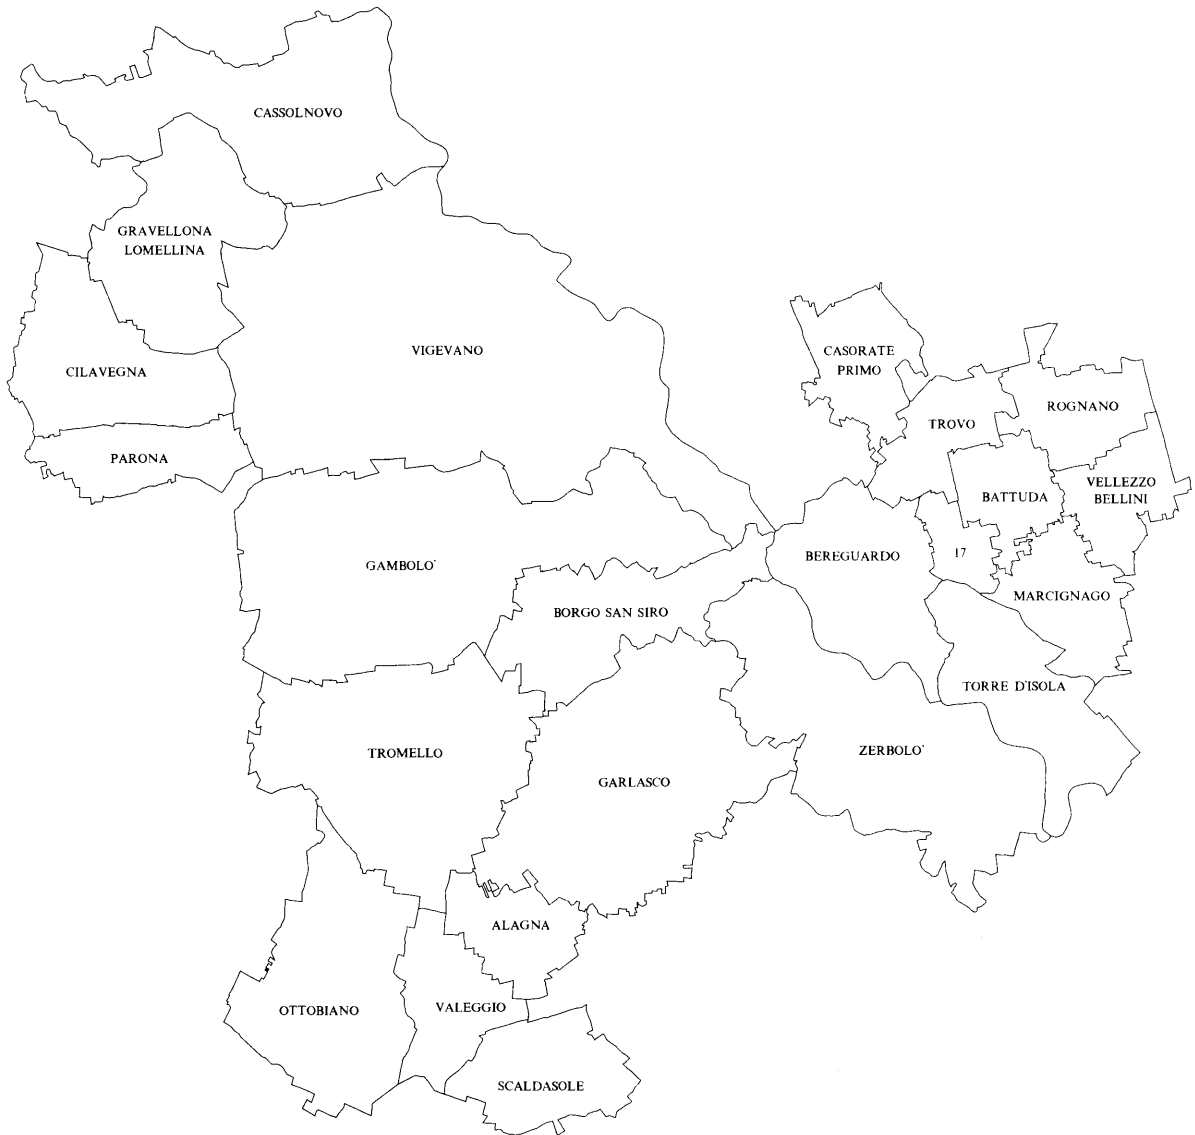 CASSOLNOVO
GRAVELLONA
LOMELLINA
VIGEVANO
CASORATE
PRIMO
CILAVEGNA
ROGNANO
TROVO
PARONA
VELLEZZO
BELLINI
BATTUDA
BEREGUARDO
17
GAMBOLO'
MARCIGNAGO
BORGO SAN SIRO
TORRE D'ISOLA
ZERBOLO'
TROMELLO
GARLASCO
ALAGNA
VALEGGIO
OTTOBIANO
SCALDASOLE